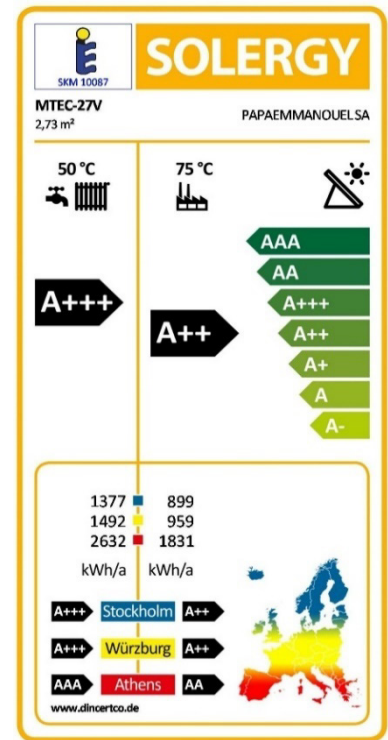 SKM 10087
SOLERGY
MTEC-27V
2,73 m²
PAPAEMMANOUEL SA
50 °C
75 °C
A+++
A++
AAA
AA
A+++
A++
A+
A
A-
1377 899
1492 959
2632 1831
kWh/a kWh/a
A+++ Stockholm A++
A+++ Würzburg A++
AAA Athens AA
www.dincertco.de